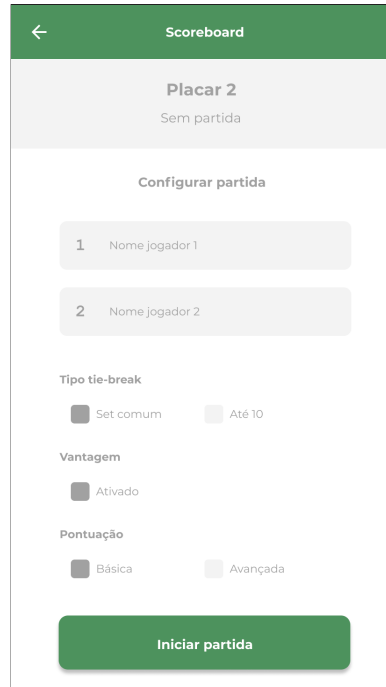 Scoreboard
Placar 2
Sem partida
Configurar partida
1 Nome jogador 1
2 Nome jogador 2
Tipo tie-break
Set comum Até 10
Vantagem
Ativado
Pontuação
Básica Avançada
Iniciar partida